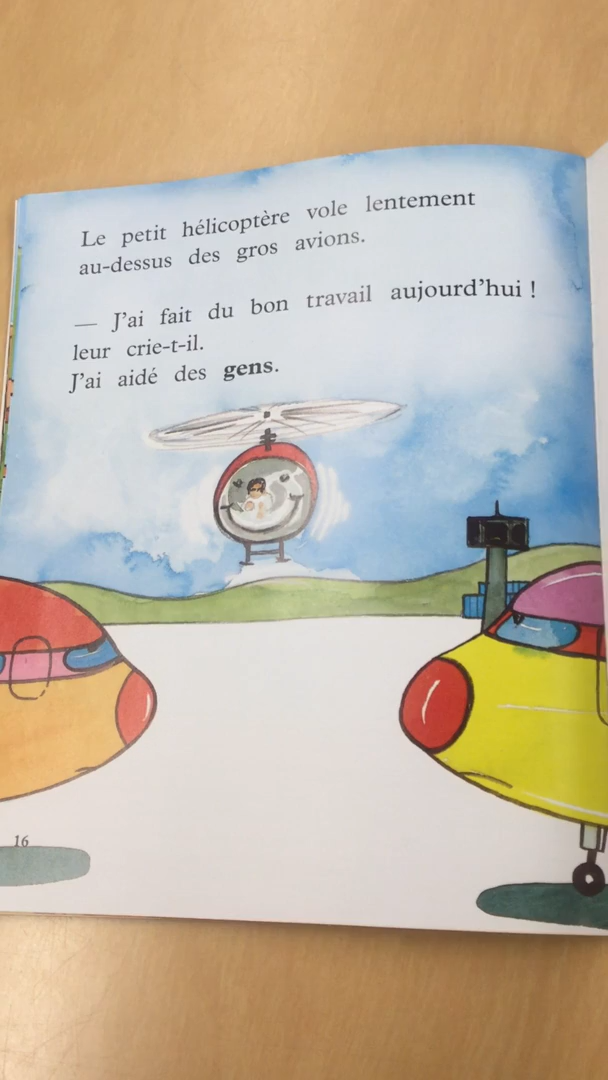 Le petit hélicoptère vole lentement
au-dessus des gros avions.
— J'ai fait du bon travail aujourd'hui !
leur crie-t-il.
J'ai aidé des gens.
16